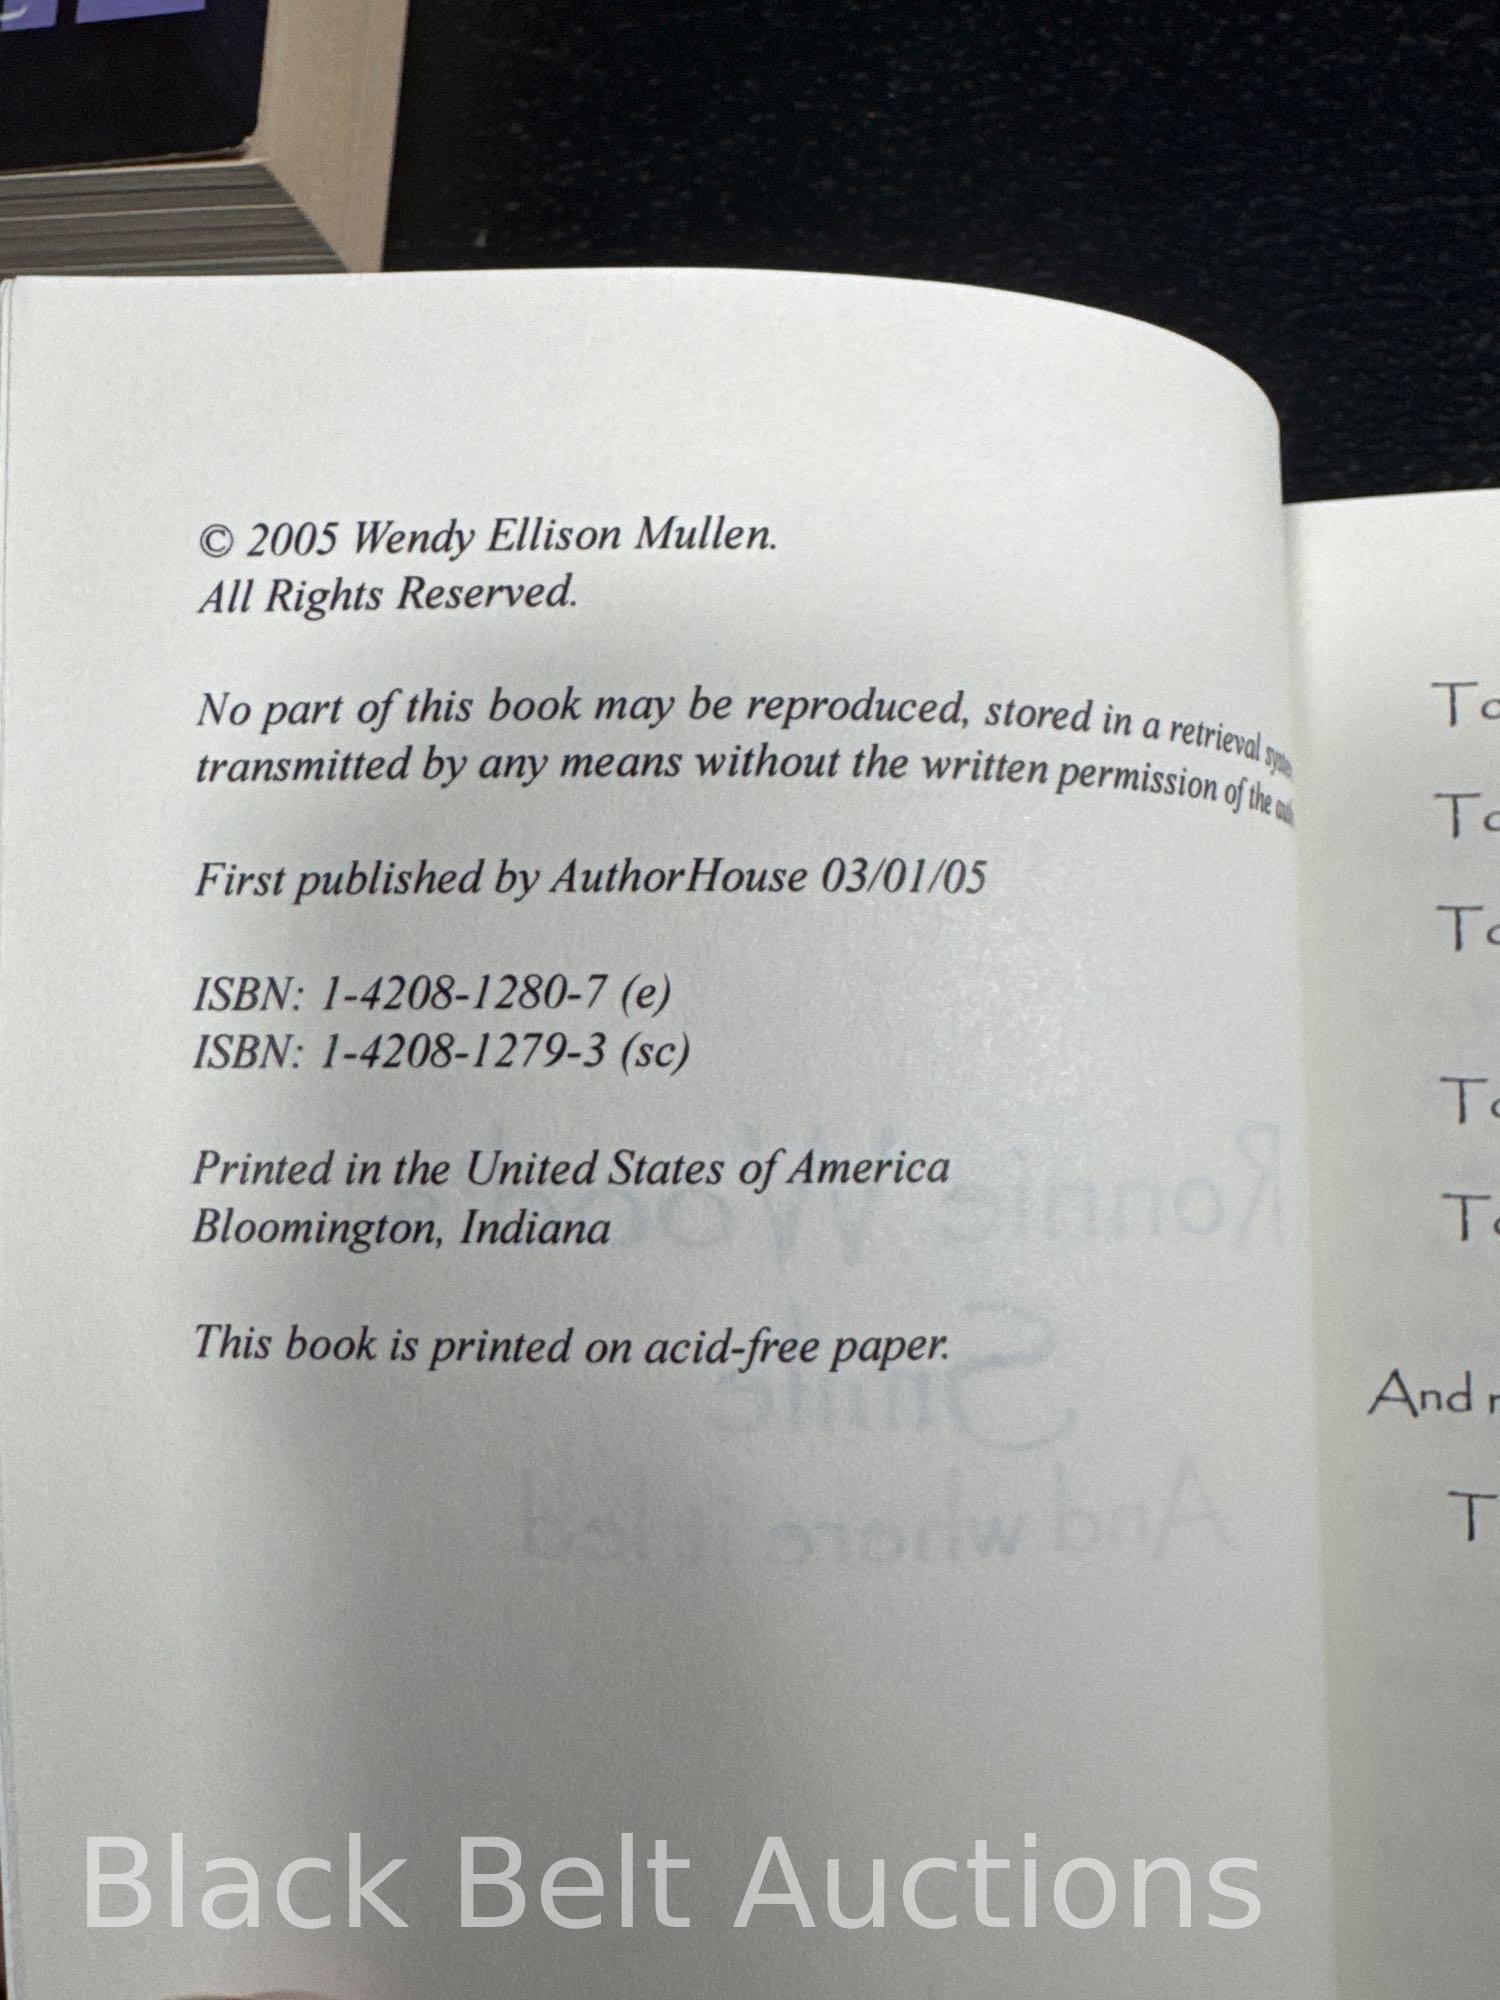 © 2005 Wendy Ellison Mullen.
All Rights Reserved.
No part of this book may be reproduced, stored in a retrieval
transmitted by any means without the written permission of the
First published by AuthorHouse 03/01/05
ISBN: 1-4208-1280-7 (e)
ISBN: 1-4208-1279-3 (sc)
Printed in the United States of America
Bloomington, Indiana
This book is printed on acid-free paper.
And
Black Belt Auctions